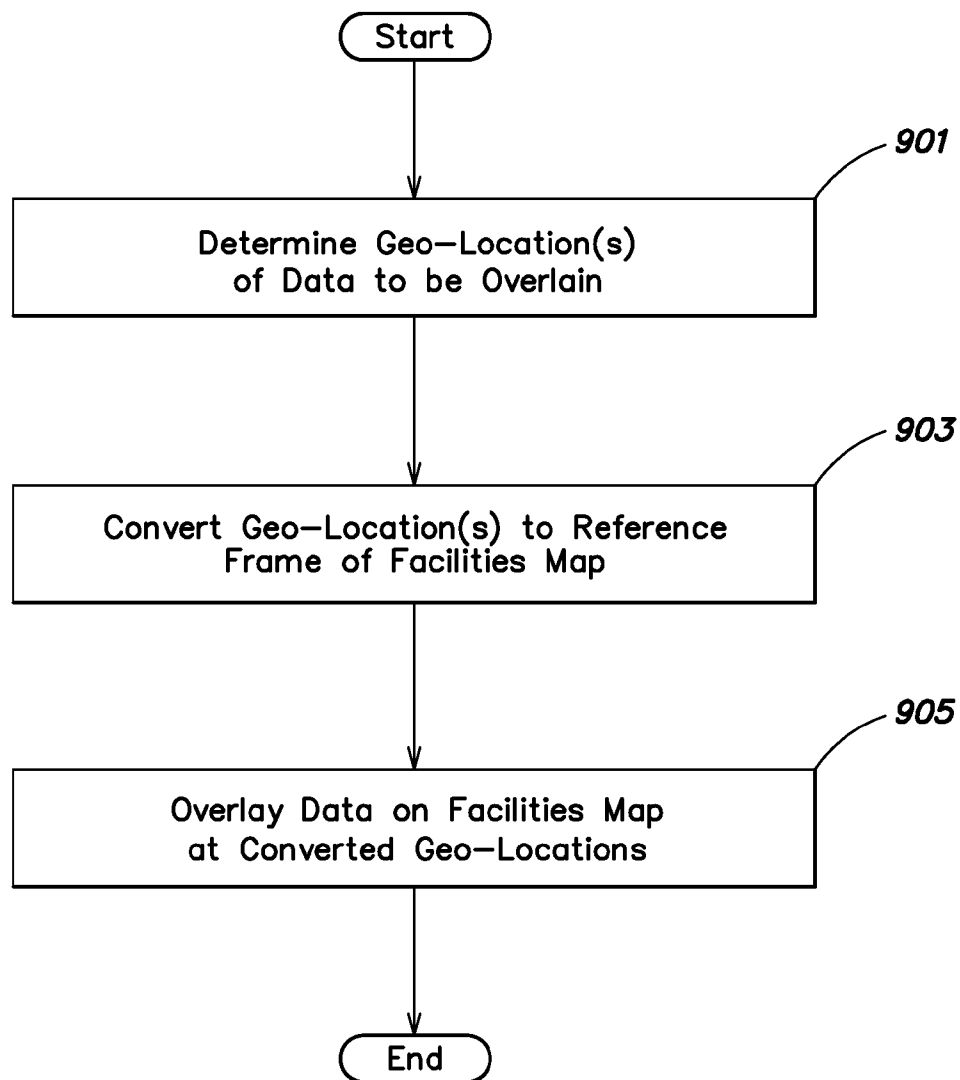 Start
901
Determine Geo-Location(s)
of Data to be Overlain
903
Convert Geo-Location(s) to Reference
Frame of Facilities Map
905
Overlay Data on Facilities Map
at Converted Geo-Locations
End